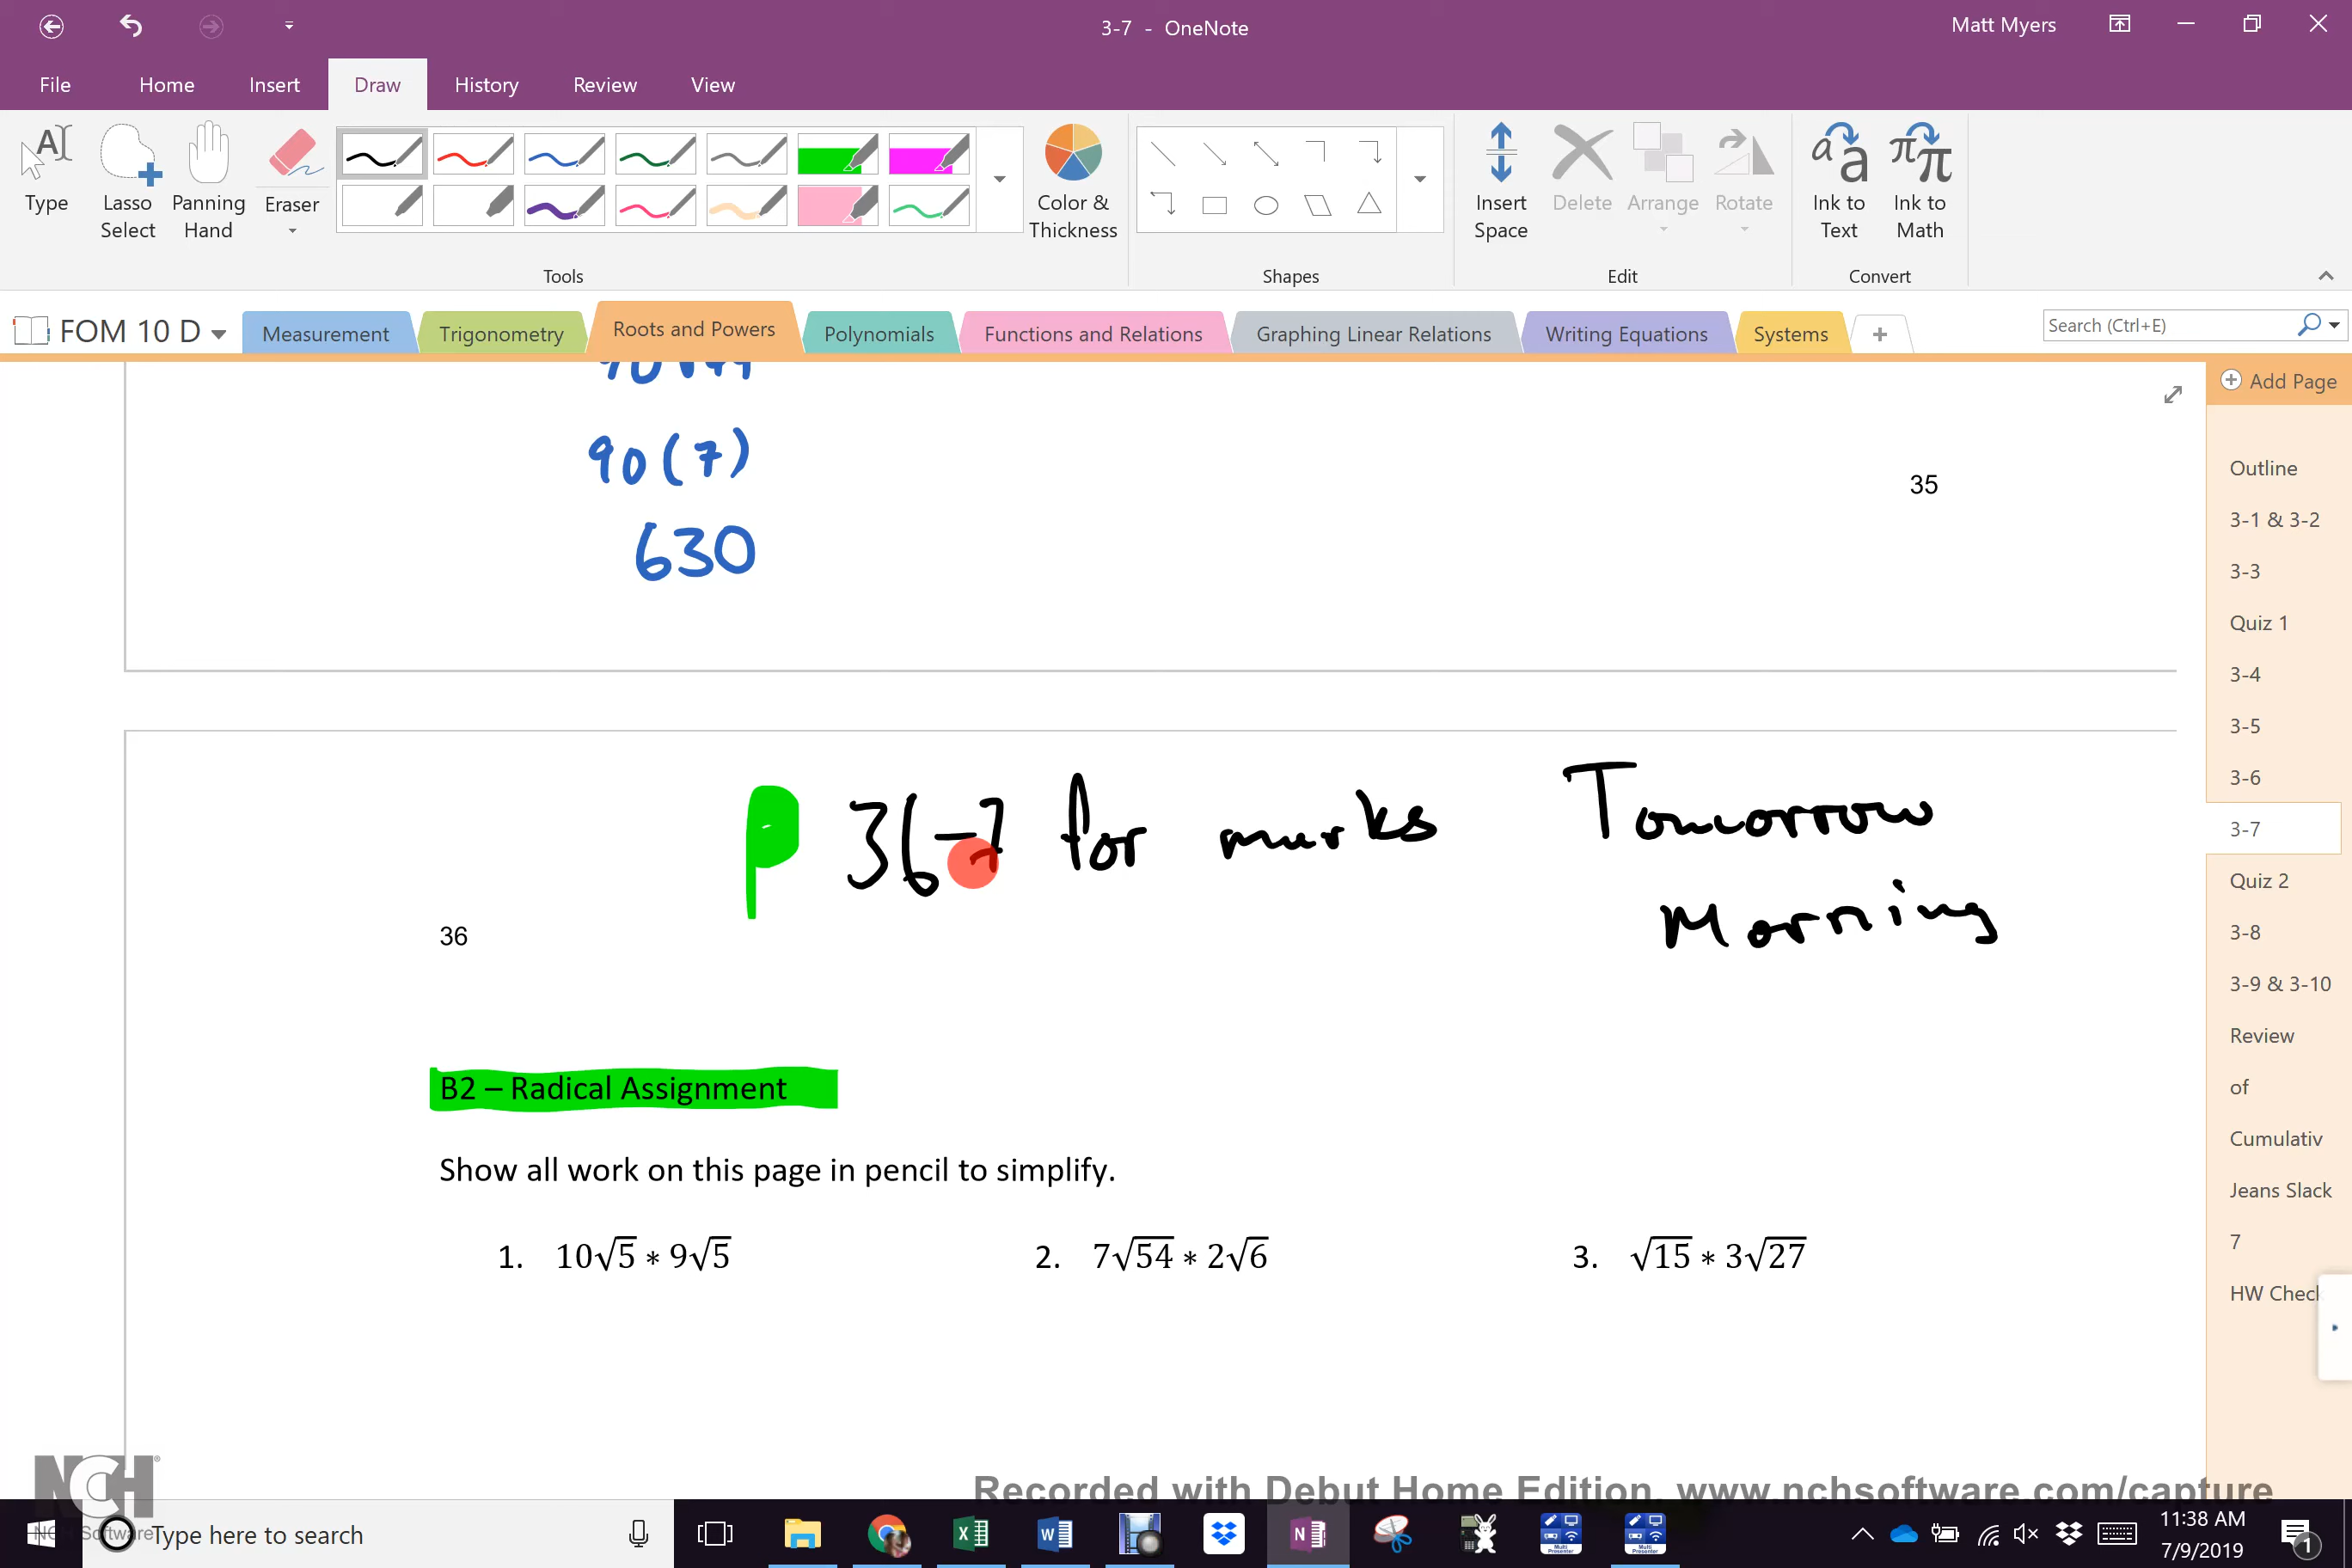 3-7 - OneNote
Matt Myers
File Home Insert Draw History Review View
Type
Lasso Select
Panning Hand
Eraser
Color & Thickness
Insert Space
Delete
Arrange
Rotate
Ink to Text
Ink to Math
Tools
Shapes
Edit
Convert
FOM 10 D
Measurement
Trigonometry
Roots and Powers
Polynomials
Functions and Relations
Graphing Linear Relations
Writing Equations
Systems
Search (Ctrl+E)
90(7)
35
630
P 36-7 for marks Tomorrow
Morning
36
B2 – Radical Assignment
Show all work on this page in pencil to simplify.
1. 10√5 ∗ 9√5
2. 7√54 ∗ 2√6
3. √15 ∗ 3√27
Add Page
Outline
3-1 & 3-2
3-3
Quiz 1
3-4
3-5
3-6
3-7
Quiz 2
3-8
3-9 & 3-10
Review
of
Cumulativ
Jeans Slack
7
HW Check
NCH
NCH Software
Recorded with Debut Home Edition. www.nchsoftware.com/capture
Type here to search
11:38 AM
7/9/2019
1